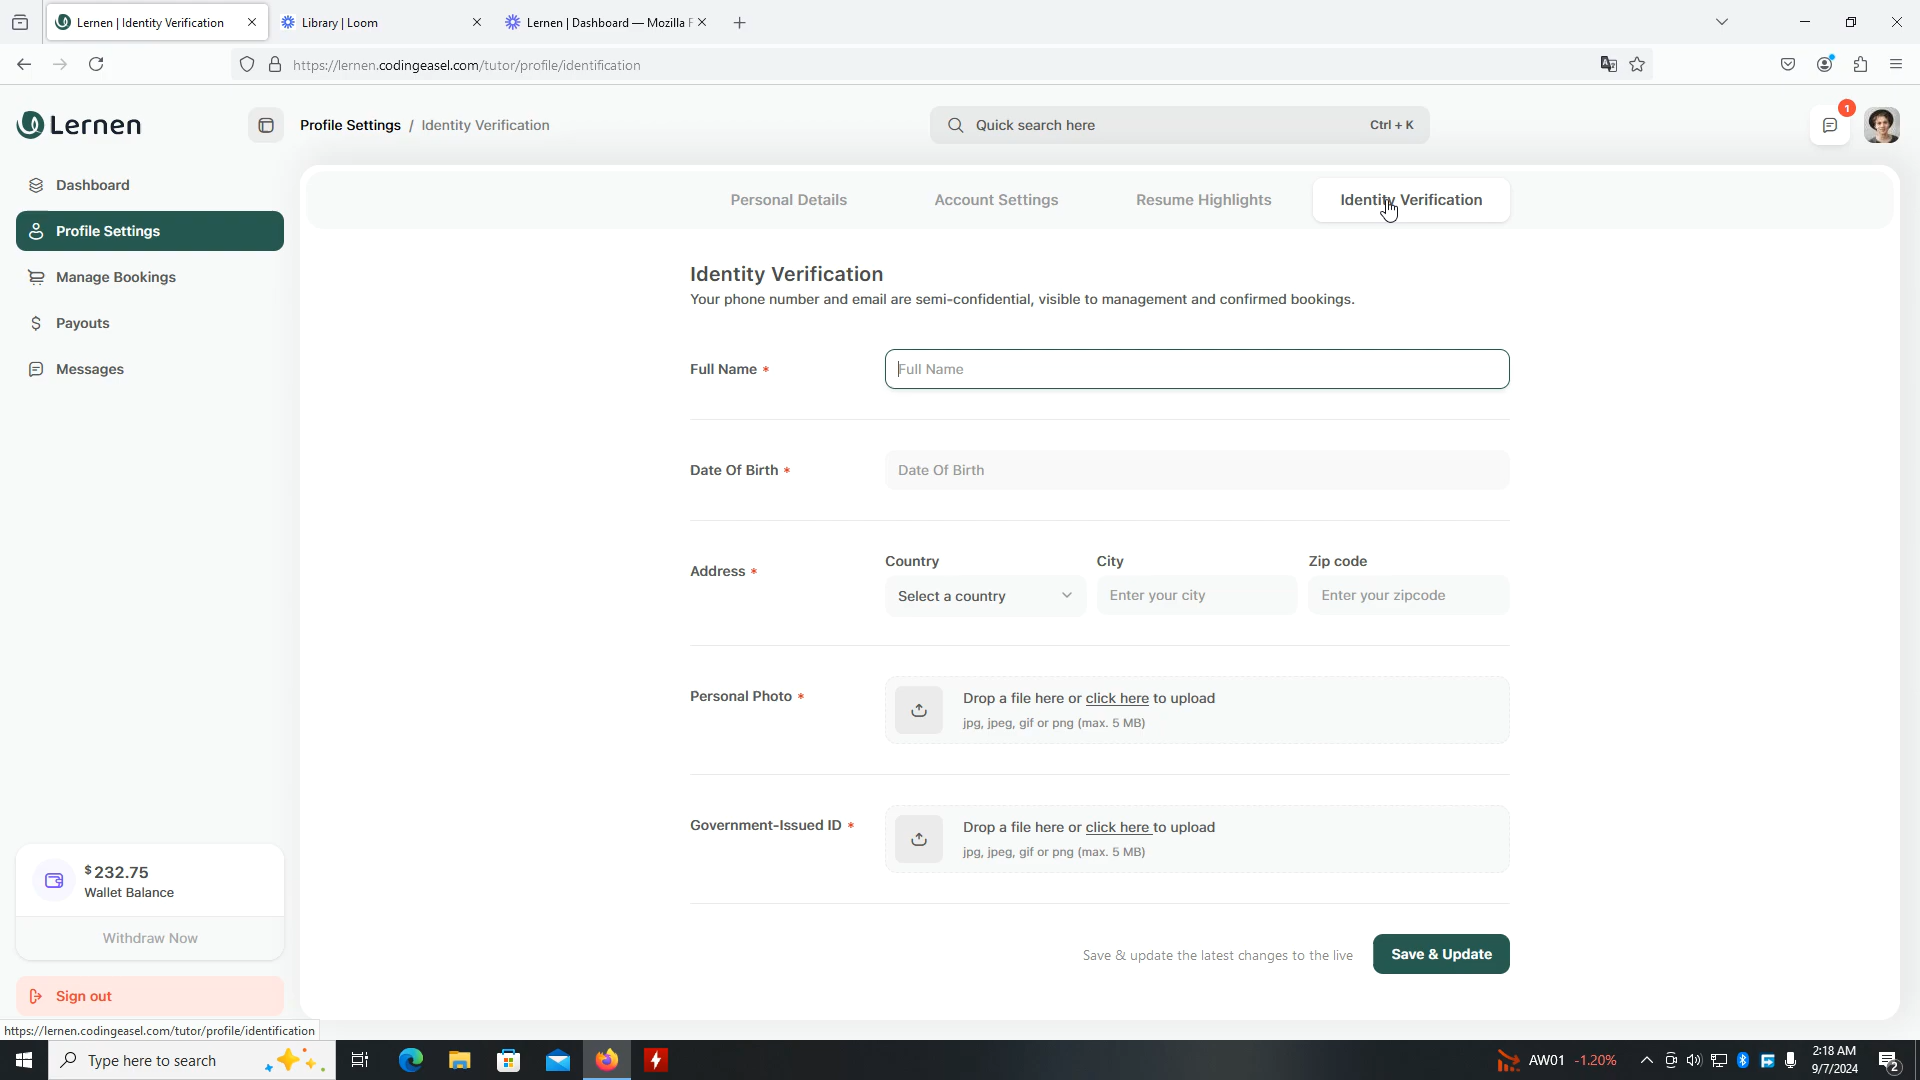 Lernen | Identity Verification
Library | Loom
Lernen | Dashboard — Mozilla F
https://lernen.codingeasel.com/tutor/profile/identification
Lernen
Profile Settings / Identity Verification
Quick search here
Ctrl + K
1
Dashboard
Profile Settings
Manage Bookings
Payouts
Messages
Personal Details
Account Settings
Resume Highlights
Identity Verification
Identity Verification
Your phone number and email are semi-confidential, visible to management and confirmed bookings.
Full Name *
Full Name
Date Of Birth *
Date Of Birth
Address *
Country
City
Zip code
Select a country
Enter your city
Enter your zipcode
Personal Photo *
Drop a file here or click here to upload
jpg, jpeg, gif or png (max. 5 MB)
Government-Issued ID *
Drop a file here or click here to upload
jpg, jpeg, gif or png (max. 5 MB)
Save & update the latest changes to the live
Save & Update
$232.75
Wallet Balance
Withdraw Now
Sign out
https://lernen.codingeasel.com/tutor/profile/identification
Type here to search
AW01 -1.20%
2:18 AM
9/7/2024
2